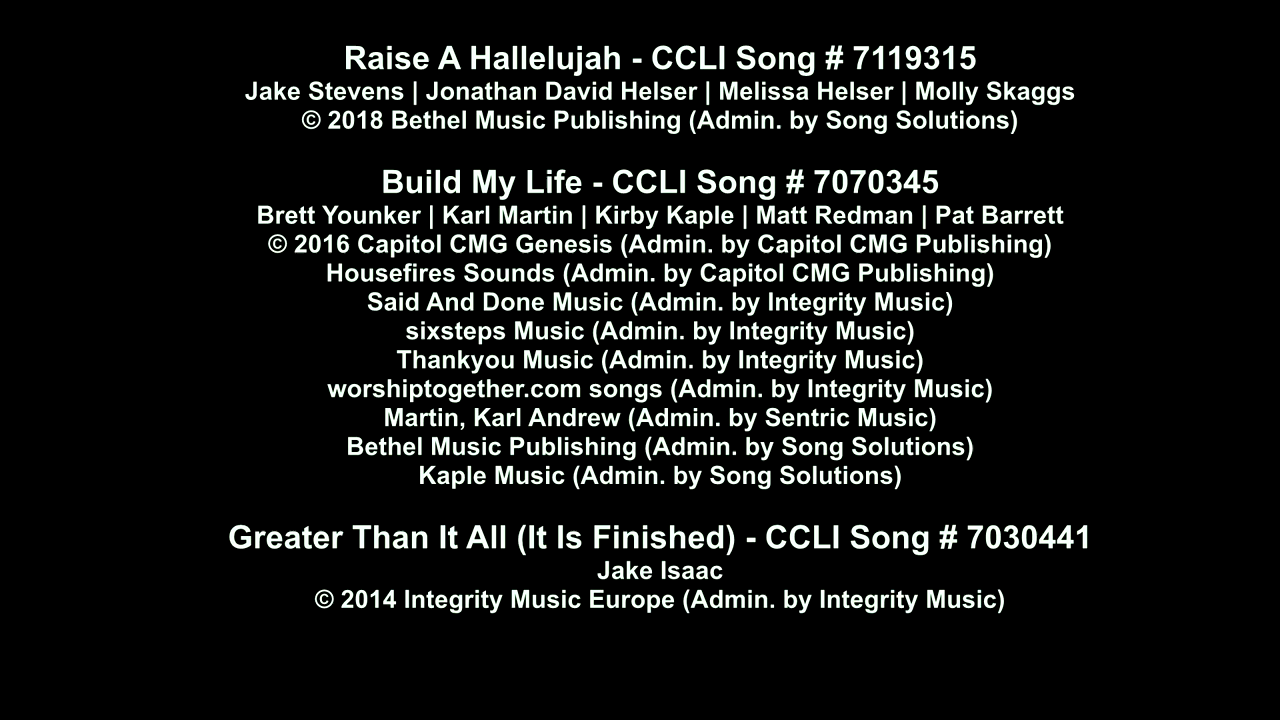 Raise A Hallelujah - CCLI Song # 7119315
Jake Stevens | Jonathan David Helser | Melissa Helser | Molly Skaggs
© 2018 Bethel Music Publishing (Admin. by Song Solutions)
Build My Life - CCLI Song # 7070345
Brett Younker | Karl Martin | Kirby Kaple | Matt Redman | Pat Barrett
© 2016 Capitol CMG Genesis (Admin. by Capitol CMG Publishing)
Housefires Sounds (Admin. by Capitol CMG Publishing)
Said And Done Music (Admin. by Integrity Music)
sixsteps Music (Admin. by Integrity Music)
Thankyou Music (Admin. by Integrity Music)
worshiptogether.com songs (Admin. by Integrity Music)
Martin, Karl Andrew (Admin. by Sentric Music)
Bethel Music Publishing (Admin. by Song Solutions)
Kaple Music (Admin. by Song Solutions)
Greater Than It All (It Is Finished) - CCLI Song # 7030441
Jake Isaac
© 2014 Integrity Music Europe (Admin. by Integrity Music)